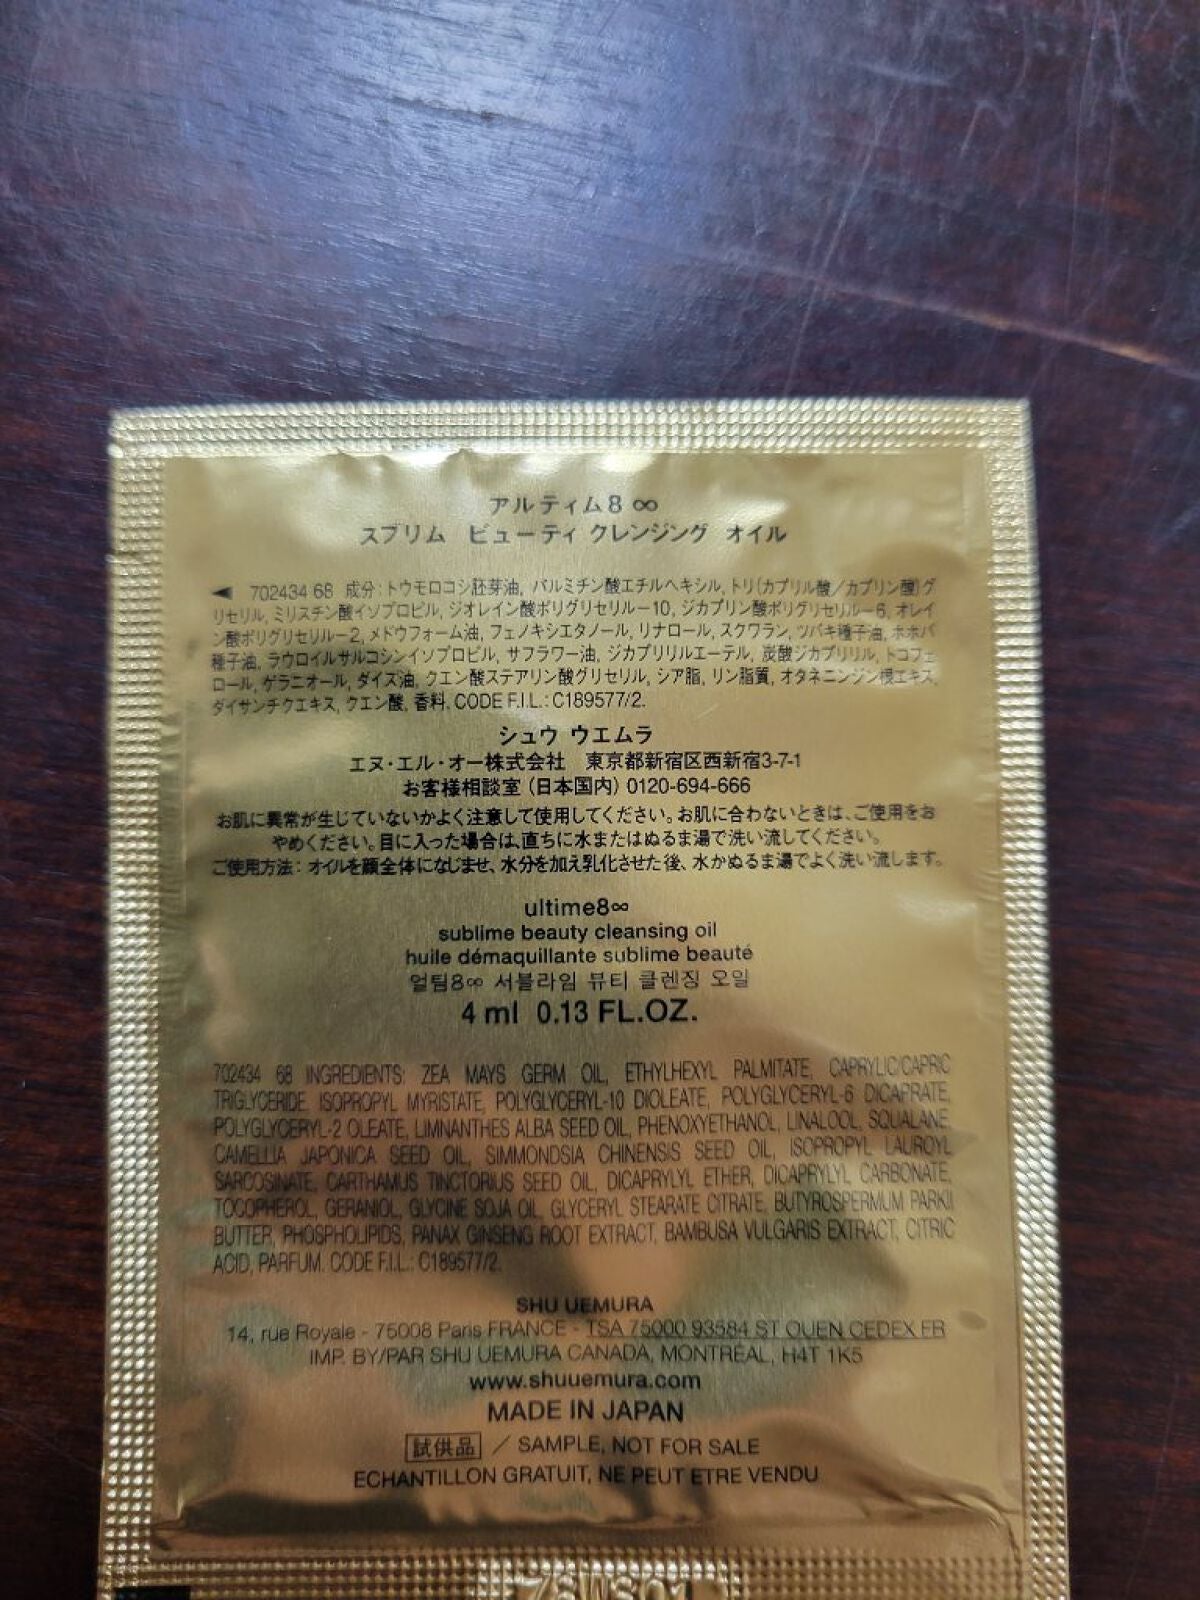 アルティム8 ∞
スブリム ビューティ クレンジング オイル
◀ 702434 68 成分:トウモロコシ胚芽油, パルミチン酸エチルヘキシル, トリ(カプリル酸/カプリン酸)グ
リセリル, ミリスチン酸イソプロピル, ジオレイン酸ポリグリセリル-10, ジカプリン酸ポリグリセリル-6, オレイ
ン酸ポリグリセリル-2, メドウフォーム油, フェノキシエタノール, リナロール, スクワラン, ツバキ種子油, ホホバ
種子油, ラウロイルサルコシンイソプロピル, サフラワー油, ジカプリリルエーテル, 炭酸ジカプリリル, トコフェ
ロール, ゲラニオール, ダイズ油, クエン酸ステアリン酸グリセリル, シア脂, リン脂質, オタネニンジン根エキス,
ダイサンチクエキス, クエン酸, 香料, CODE F.I.L.: C189577/2.
シュウ ウエムラ
エヌ・エル・オー株式会社 東京都新宿区西新宿3-7-1
お客様相談室(日本国内)0120-694-666
お肌に異常が生じていないかよく注意して使用してください。お肌に合わないときは、ご使用をお
やめください。目に入った場合は、直ちに水またはぬるま湯で洗い流してください。
ご使用方法: オイルを顔全体になじませ、水分を加え乳化させた後、水かぬるま湯でよく洗い流します。
ultime8∞
sublime beauty cleansing oil
huile démaquillante sublime beauté
얼팀8∞ 서블라임 뷰티 클렌징 오일
4 ml 0.13 FL.OZ.
702434 68 INGREDIENTS: ZEA MAYS GERM OIL, ETHYLHEXYL PALMITATE, CAPRYLIC/CAPRIC
TRIGLYCERIDE, ISOPROPYL MYRISTATE, POLYGLYCERYL-10 DIOLEATE, POLYGLYCERYL-6 DICAPRATE,
POLYGLYCERYL-2 OLEATE, LIMNANTHES ALBA SEED OIL, PHENOXYETHANOL, LINALOOL, SQUALANE,
CAMELLIA JAPONICA SEED OIL, SIMMONDSIA CHINENSIS SEED OIL, ISOPROPYL LAUROYL
SARCOSINATE, CARTHAMUS TINCTORIUS SEED OIL, DICAPRYLYL ETHER, DICAPRYLYL CARBONATE,
TOCOPHEROL, GERANIOL, GLYCINE SOJA OIL, GLYCERYL STEARATE CITRATE, BUTYROSPERMUM PARKII
BUTTER, PHOSPHOLIPIDS, PANAX GINSENG ROOT EXTRACT, BAMBUSA VULGARIS EXTRACT, CITRIC
ACID, PARFUM. CODE F.I.L.: C189577/2.
SHU UEMURA
14, rue Royale - 75008 Paris FRANCE - TSA 75000 93584 ST OUEN CEDEX FR
IMP. BY/PAR SHU UEMURA CANADA, MONTREAL, H4T 1K5
www.shuuemura.com
MADE IN JAPAN
試供品 / SAMPLE, NOT FOR SALE
ECHANTILLON GRATUIT, NE PEUT ETRE VENDU